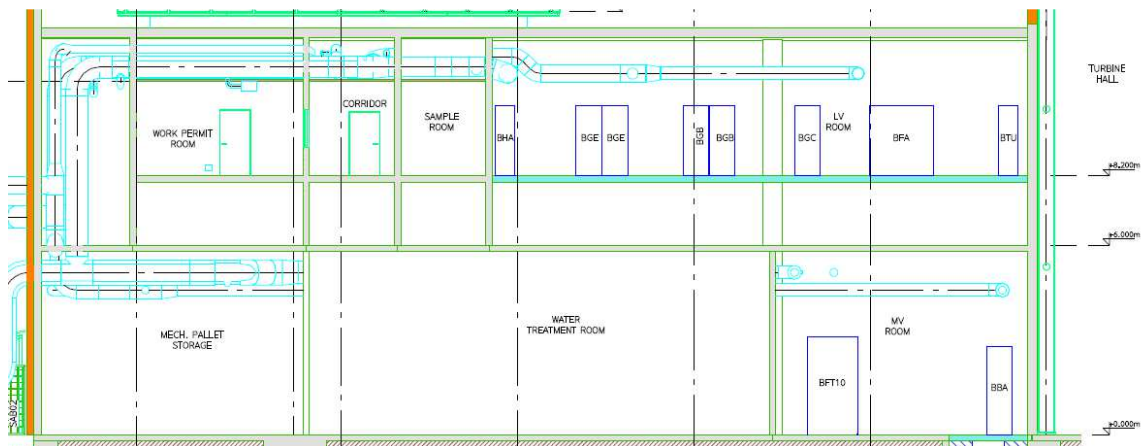 TURBINE
HALL
CORRIDOR
SAMPLE
ROOM
LV
ROOM
WORK PERMIT
ROOM
BHA
BGE
BGE
BGB
BGB
BGC
BFA
BTU
+8.200m
+6.000m
WATER
TREATMENT ROOM
MV
ROOM
MECH. PALLET
STORAGE
BFT10
BBA
SAB02
±0.000m